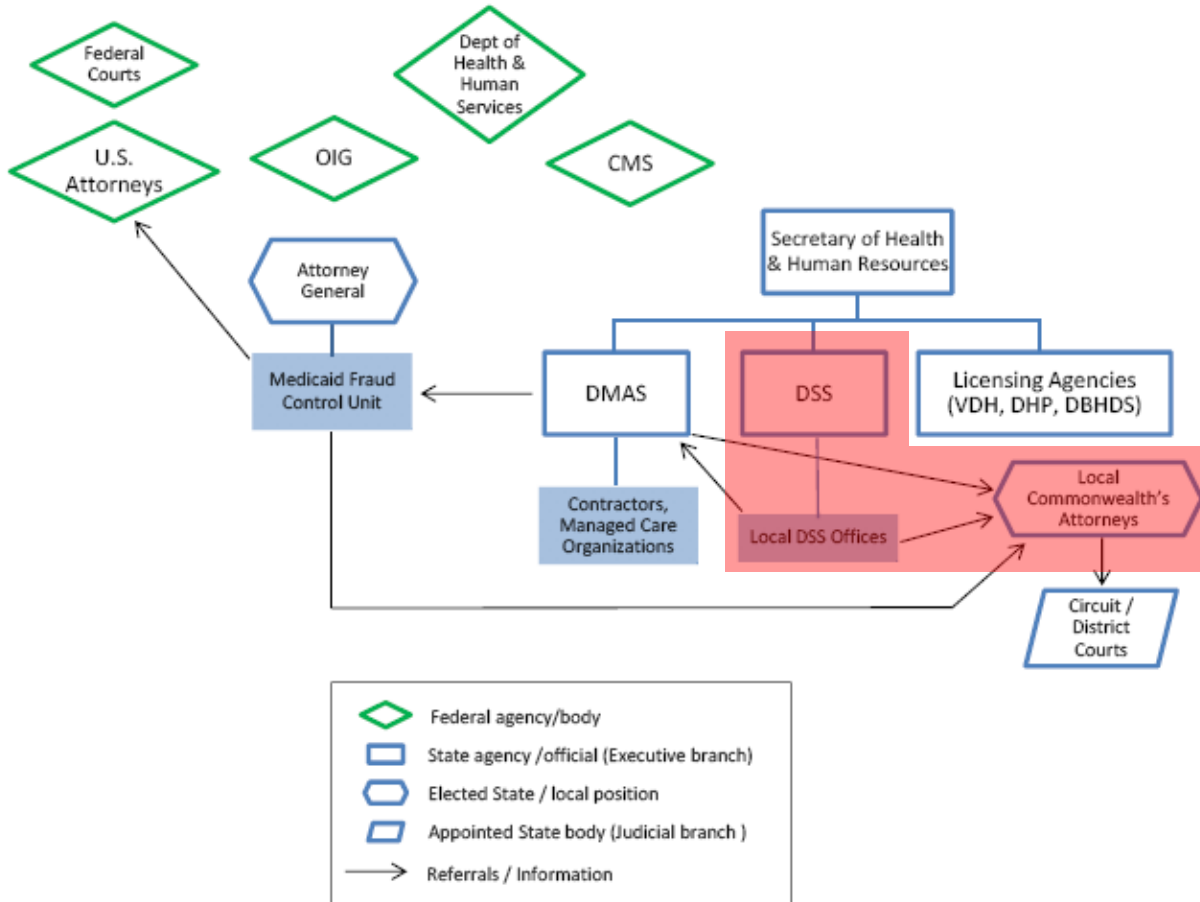 Federal
Courts
Dept of
Health &
Human
Services
U.S.
Attorneys
OIG
CMS
Secretary of Health
& Human Resources
Attorney
General
Medicaid Fraud
Control Unit
DMAS
DSS
Licensing Agencies
(VDH, DHP, DBHDS)
Contractors,
Managed Care
Organizations
Local DSS Offices
Local
Commonwealth's
Attorneys
Circuit /
District
Courts
Federal agency/body
State agency /official (Executive branch)
Elected State / local position
Appointed State body (Judicial branch )
Referrals / Information